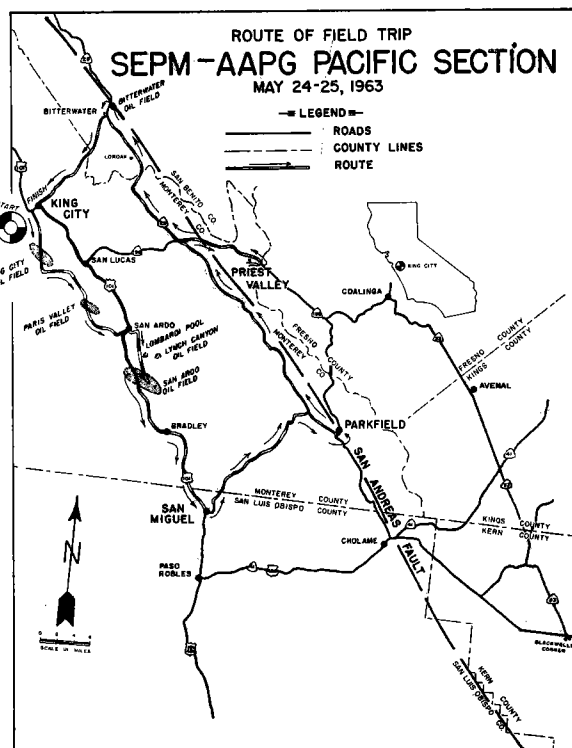 ROUTE OF FIELD TRIP
SEPM-AAPG PACIFIC SECTION
MAY 24-25, 1963
LEGEND
ROADS
COUNTY LINES
ROUTE
BITTERWATER
OIL FIELD
BITTERWATER
LONOAK
START
FINISH
KING
CITY
SAN BENITO CO.
MONTEREY CO.
KING CITY
SAN LUCAS
PRIEST
VALLEY
COALINGA
PARIS VALLEY
OIL FIELD
SAN ARDO
LOMBARDI POOL
& LYNCH CANYON
OIL FIELD
SAN ARDO
OIL FIELD
FRESNO COUNTY
MONTEREY CO.
FRESNO COUNTY
KINGS COUNTY
AVENAL
BRADLEY
PARKFIELD
SAN ANDREAS
FAULT
MONTEREY COUNTY
SAN LUIS OBISPO COUNTY
KINGS COUNTY
KERN COUNTY
SAN
MIGUEL
CHOLAME
N
PASO
ROBLES
SCALE IN MILES
CORNER
KERN COUNTY
SAN LUIS OBISPO CO.